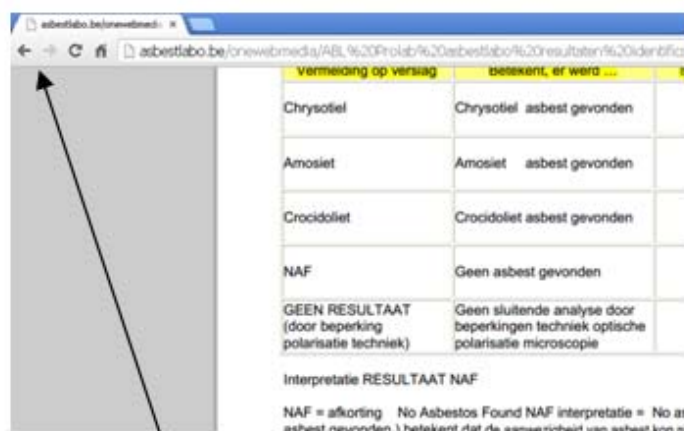 asbestlabo.be/onewebmedia
asbestlabo.be/onewebmedia/ABL%20Prolab%20asbestlabo%20resultaten%20identific
Vermelding op verslag Betekent, er werd ...
Chrysotiel Chrysotiel asbest gevonden
Amosiet Amosiet asbest gevonden
Crocidoliet Crocidoliet asbest gevonden
NAF Geen asbest gevonden
GEEN RESULTAAT Geen sluitende analyse door
(door beperking beperkingen techniek optische
polarisatie techniek) polarisatie microscopie
Interpretatie RESULTAAT NAF
NAF = afkorting No Asbestos Found NAF interpretatie = No as
asbest gevonden ) betekent dat de aanwezigheid van asbest kon